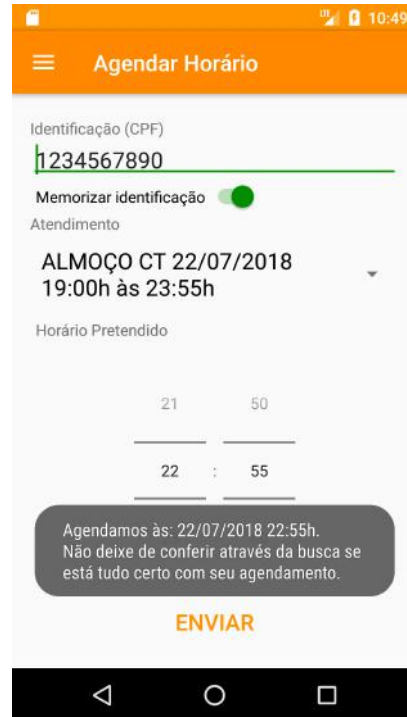 LTE 10:49
Agendar Horário
Identificação (CPF)
1234567890
Memorizar identificação
Atendimento
ALMOÇO CT 22/07/2018
19:00h às 23:55h
Horário Pretendido
21 50
22 : 55
Agendamos às: 22/07/2018 22:55h.
Não deixe de conferir através da busca se
está tudo certo com seu agendamento.
ENVIAR